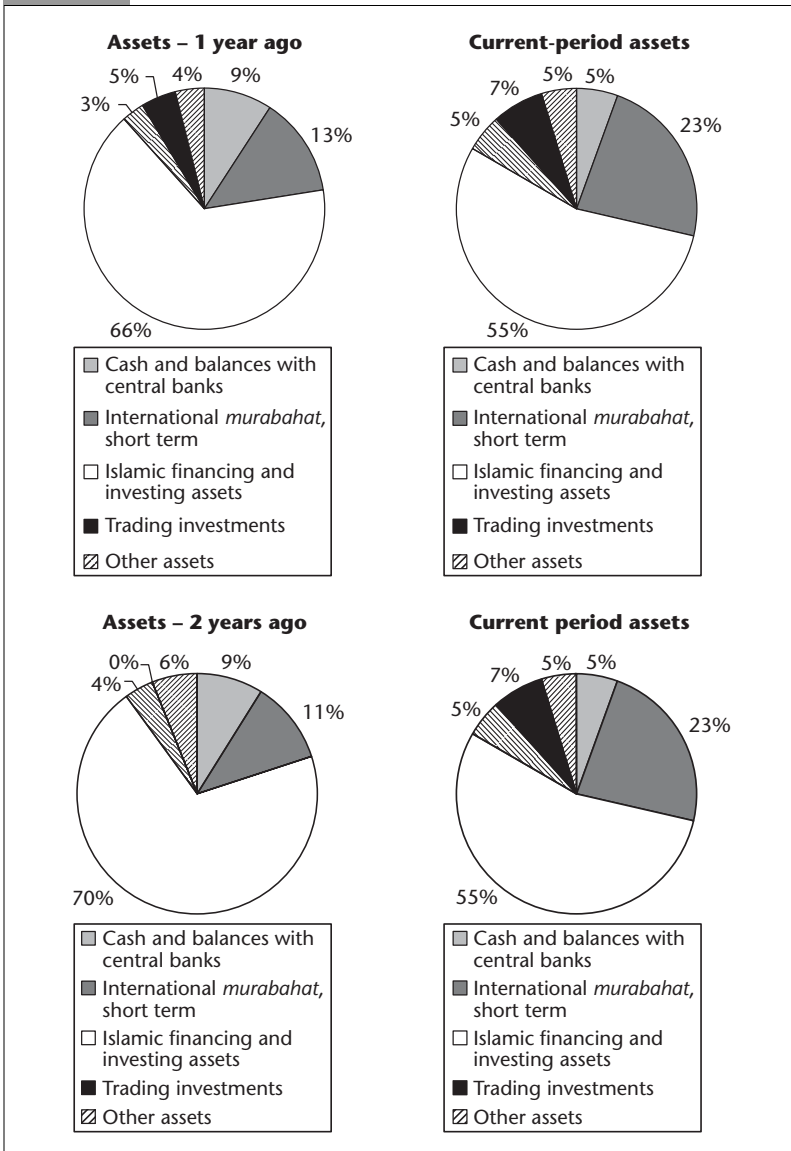 Assets – 1 year ago
5%
4%
9%
3%
13%
66%
Cash and balances with
central banks
International murabahat,
short term
Islamic financing and
investing assets
Trading investments
Other assets
Current-period assets
7%
5%
5%
5%
23%
55%
Cash and balances with
central banks
International murabahat,
short term
Islamic financing and
investing assets
Trading investments
Other assets
Assets – 2 years ago
0%
6%
9%
4%
11%
70%
Cash and balances with
central banks
International murabahat,
short term
Islamic financing and
investing assets
Trading investments
Other assets
Current period assets
7%
5%
5%
5%
23%
55%
Cash and balances with
central banks
International murabahat,
short term
Islamic financing and
investing assets
Trading investments
Other assets